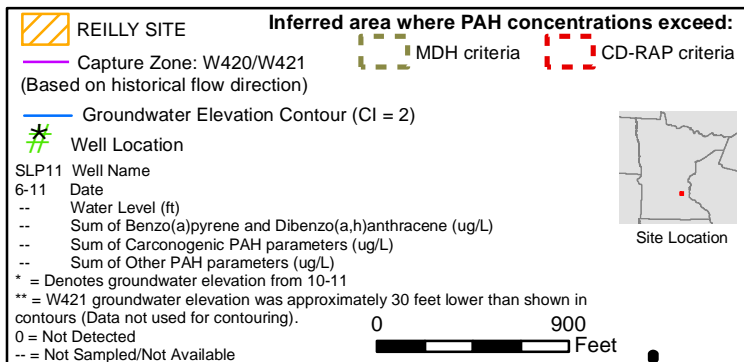 Inferred area where PAH concentrations exceed:
REILLY SITE
MDH criteria
CD-RAP criteria
Capture Zone: W420/W421
(Based on historical flow direction)
Groundwater Elevation Contour (CI = 2)
Well Location
SLP11 Well Name
6-11 Date
-- Water Level (ft)
-- Sum of Benzo(a)pyrene and Dibenzo(a,h)anthracene (ug/L)
-- Sum of Carconogenic PAH parameters (ug/L)
-- Sum of Other PAH parameters (ug/L)
* = Denotes groundwater elevation from 10-11
** = W421 groundwater elevation was approximately 30 feet lower than shown in
contours (Data not used for contouring).
0 = Not Detected
-- = Not Sampled/Not Available
0 900
Feet
Site Location